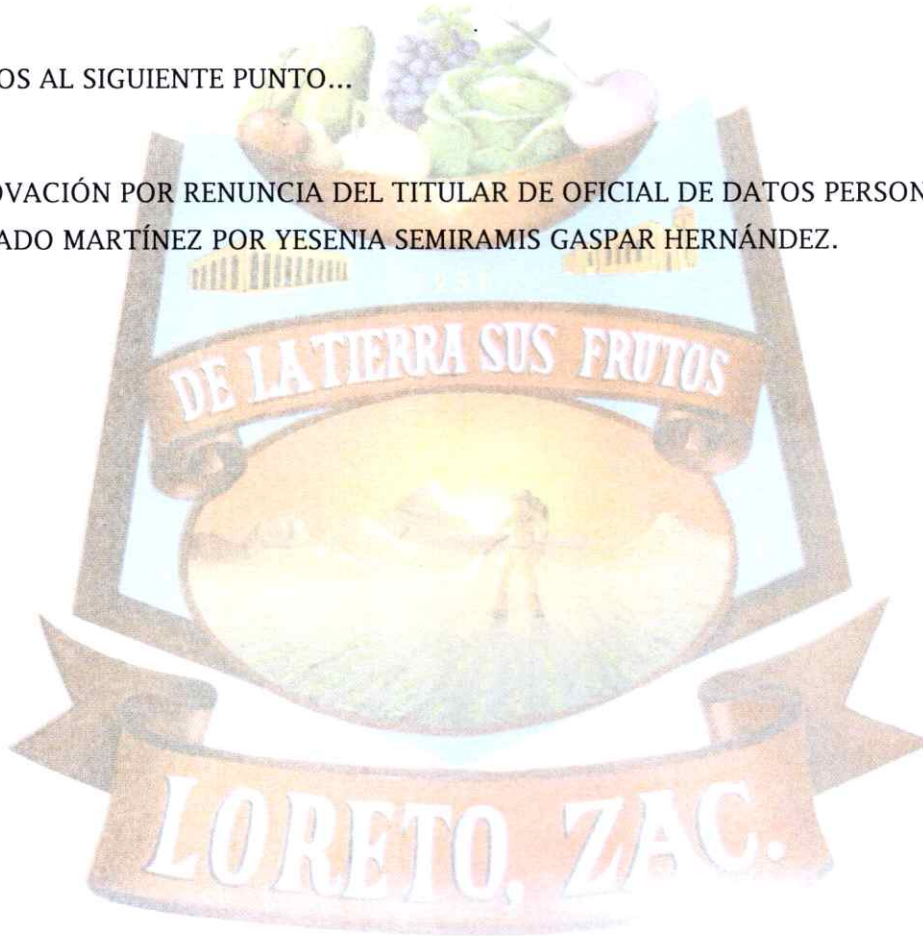 OS AL SIGUIENTE PUNTO...
OVACIÓN POR RENUNCIA DEL TITULAR DE OFICIAL DE DATOS PERSON
ADO MARTÍNEZ POR YESENIA SEMIRAMIS GASPAR HERNÁNDEZ.
DE LA TIERRA SUS FRUTOS
LORETO, ZAC.